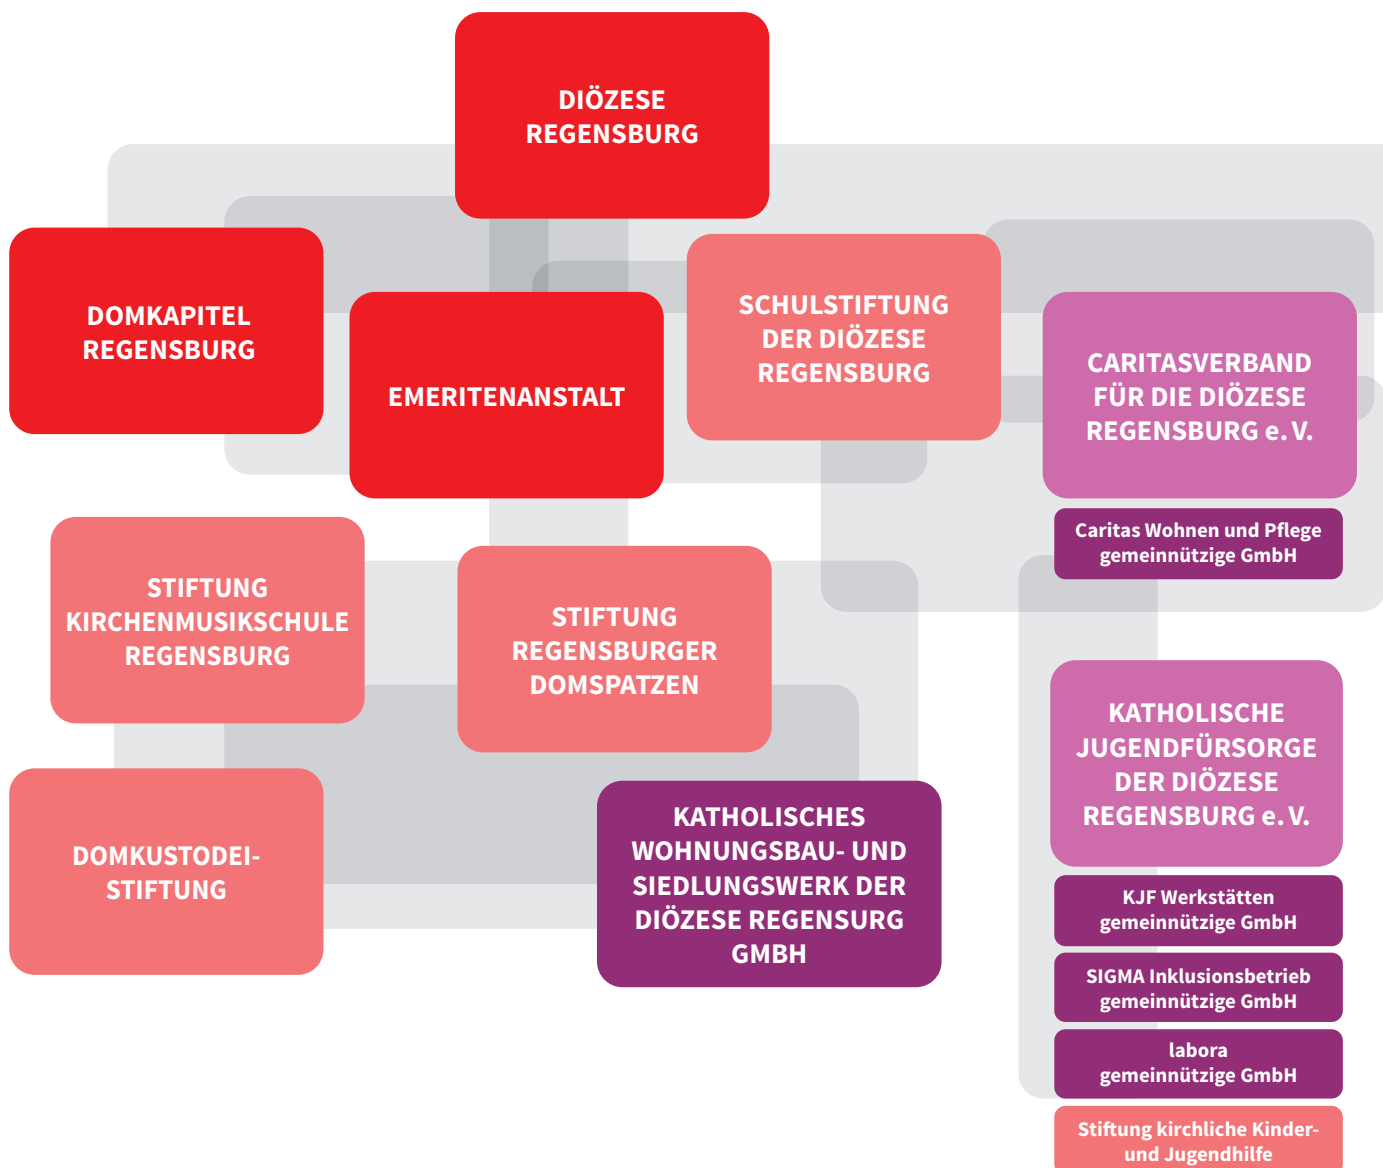 DIÖZESE
REGENSBURG
DOMKAPITEL
REGENSBURG
EMERITENANSTALT
SCHULSTIFTUNG
DER DIÖZESE
REGENSBURG
CARITASVERBAND
FÜR DIE DIÖZESE
REGENSBURG e. V.
Caritas Wohnen und Pflege
gemeinnützige GmbH
STIFTUNG
KIRCHENMUSIKSCHULE
REGENSBURG
STIFTUNG
REGENSBURGER
DOMSPATZEN
KATHOLISCHE
JUGENDFÜRSORGE
DER DIÖZESE
REGENSBURG e. V.
DOMKUSTODEI-
STIFTUNG
KATHOLISCHES
WOHNUNGSBAU- UND
SIEDLUNGSWERK DER
DIÖZESE REGENSURG
GMBH
KJF Werkstätten
gemeinnützige GmbH
SIGMA Inklusionsbetrieb
gemeinnützige GmbH
labora
gemeinnützige GmbH
Stiftung kirchliche Kinder-
und Jugendhilfe